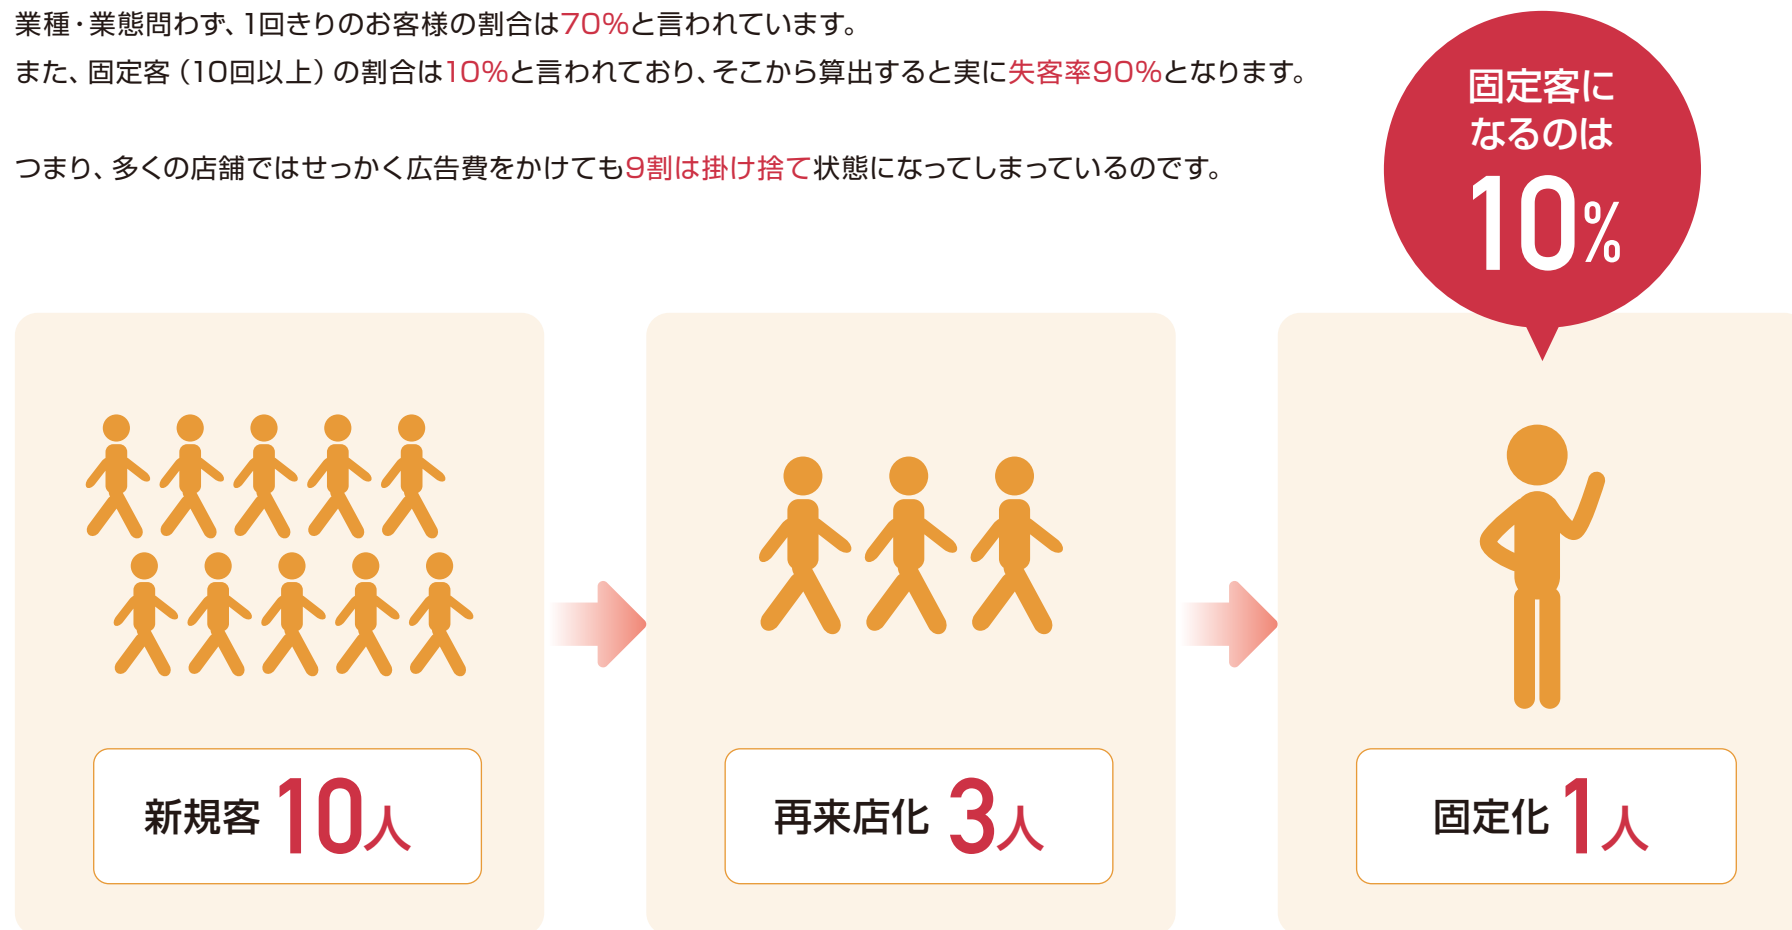 業種・業態問わず、1回きりのお客様の割合は70%と言われています。
また、固定客（10回以上）の割合は10%と言われており、そこから算出すると実に失客率90%となります。
つまり、多くの店舗ではせっかく広告費をかけても9割は掛け捨て状態になってしまっているのです。
固定客に
なるのは
10%
新規客 10人
再来店化 3人
固定化 1人